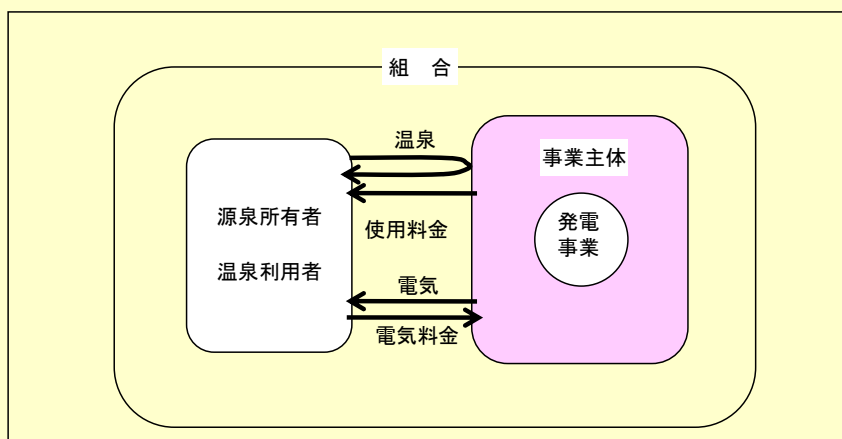 組　合
温泉
事業主体
源泉所有者
発電
事業
使用料金
温泉利用者
電気
電気料金